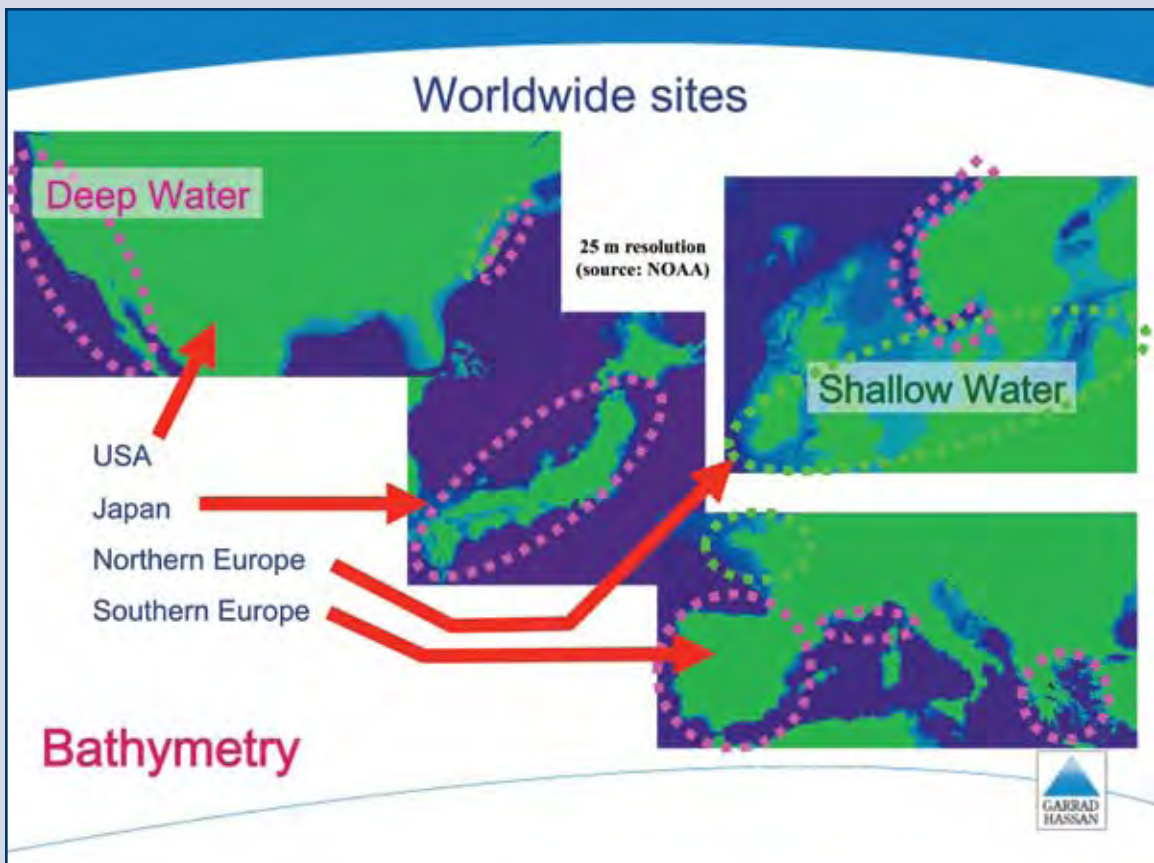 Worldwide sites
Deep Water
25 m resolution
(source: NOAA)
Shallow Water
USA
Japan
Northern Europe
Southern Europe
Bathymetry
GARRAD
HASSAN